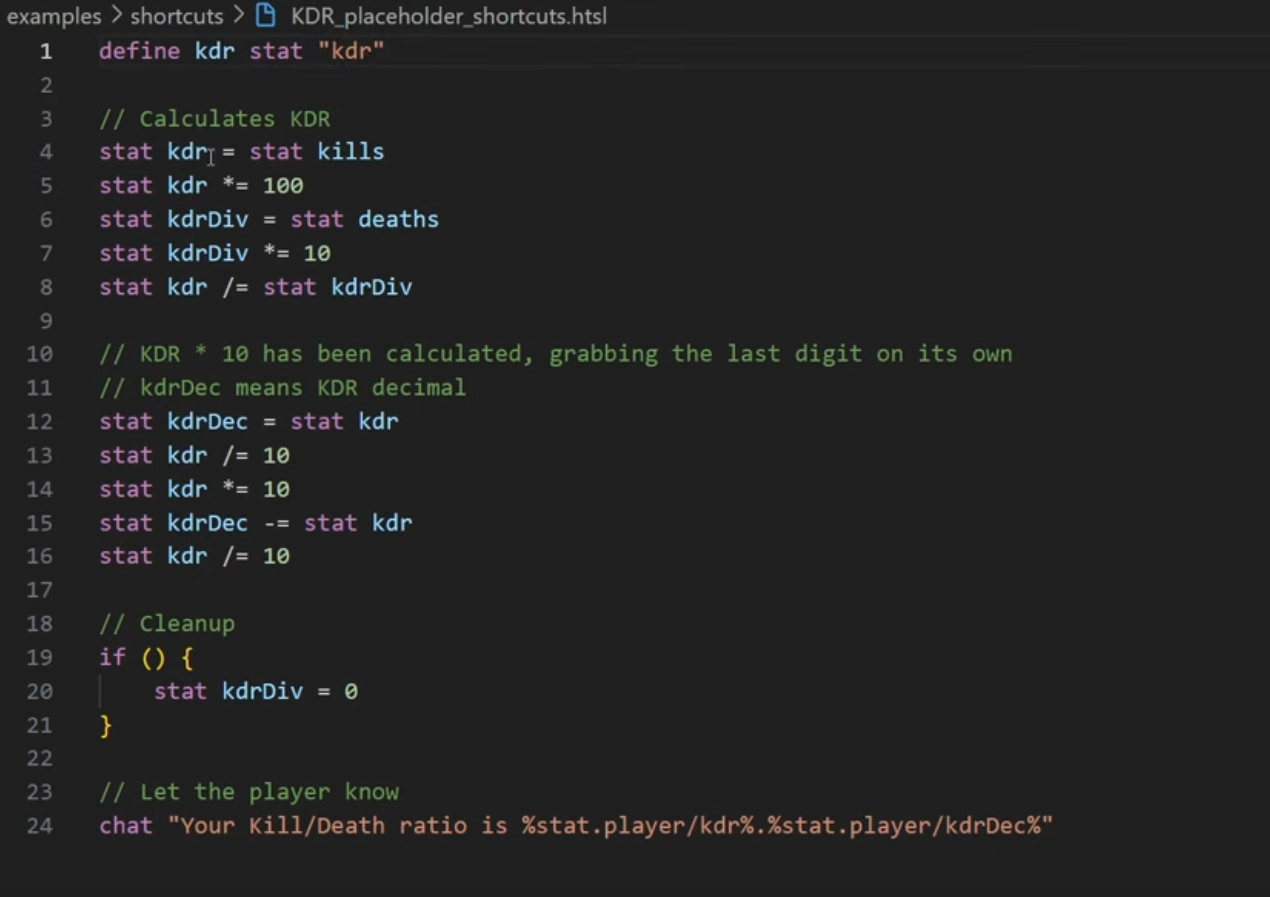 examples > shortcuts > KDR_placeholder_shortcuts.htsl
1 define kdr stat "kdr"
2
3 // Calculates KDR
4 stat kdr = stat kills
5 stat kdr *= 100
6 stat kdrDiv = stat deaths
7 stat kdrDiv *= 10
8 stat kdr /= stat kdrDiv
9
10 // KDR * 10 has been calculated, grabbing the last digit on its own
11 // kdrDec means KDR decimal
12 stat kdrDec = stat kdr
13 stat kdr /= 10
14 stat kdr *= 10
15 stat kdrDec -= stat kdr
16 stat kdr /= 10
17
18 // Cleanup
19 if () {
20     stat kdrDiv = 0
21 }
22
23 // Let the player know
24 chat "Your Kill/Death ratio is %stat.player/kdr%.%stat.player/kdrDec%"